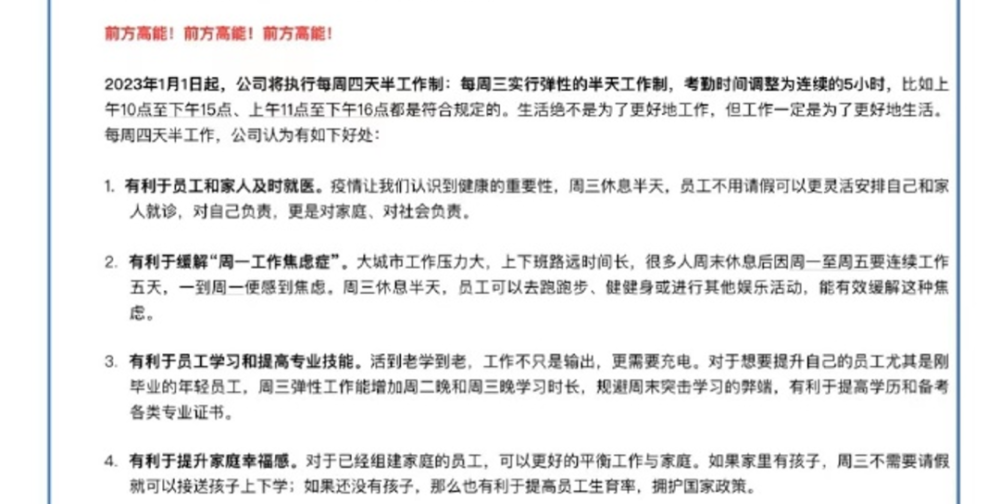 前方高能！前方高能！前方高能！
2023年1月1日起，公司将执行每周四天半工作制：每周三实行弹性的半天工作制，考勤时间调整为连续的5小时，比如上
午10点至下午15点、上午11点至下午16点都是符合规定的。生活绝不是为了更好地工作，但工作一定是为了更好地生活。
每周四天半工作，公司认为有如下好处：
1. 有利于员工和家人及时就医。疫情让我们认识到健康的重要性，周三休息半天，员工不用请假可以更灵活安排自己和家
人就诊，对自己负责，更是对家庭、对社会负责。
2. 有利于缓解“周一工作焦虑症”。大城市工作压力大，上下班路远时间长，很多人周末休息后因周一至周五要连续工作
五天，一到周一便感到焦虑。周三休息半天，员工可以去跑跑步、健健身或进行其他娱乐活动，能有效缓解这种焦
虑。
3. 有利于员工学习和提高专业技能。活到老学到老，工作不只是输出，更需要充电。对于想要提升自己的员工尤其是刚
毕业的年轻员工，周三弹性工作能增加周二晚和周三晚学习时长，规避周末突击学习的弊端，有利于提高学历和备考
各类专业证书。
4. 有利于提升家庭幸福感。对于已经组建家庭的员工，可以更好的平衡工作与家庭。如果家里有孩子，周三不需要请假
就可以接送孩子上下学；如果还没有孩子，那么也有利于提高员工生育率，拥护国家政策。